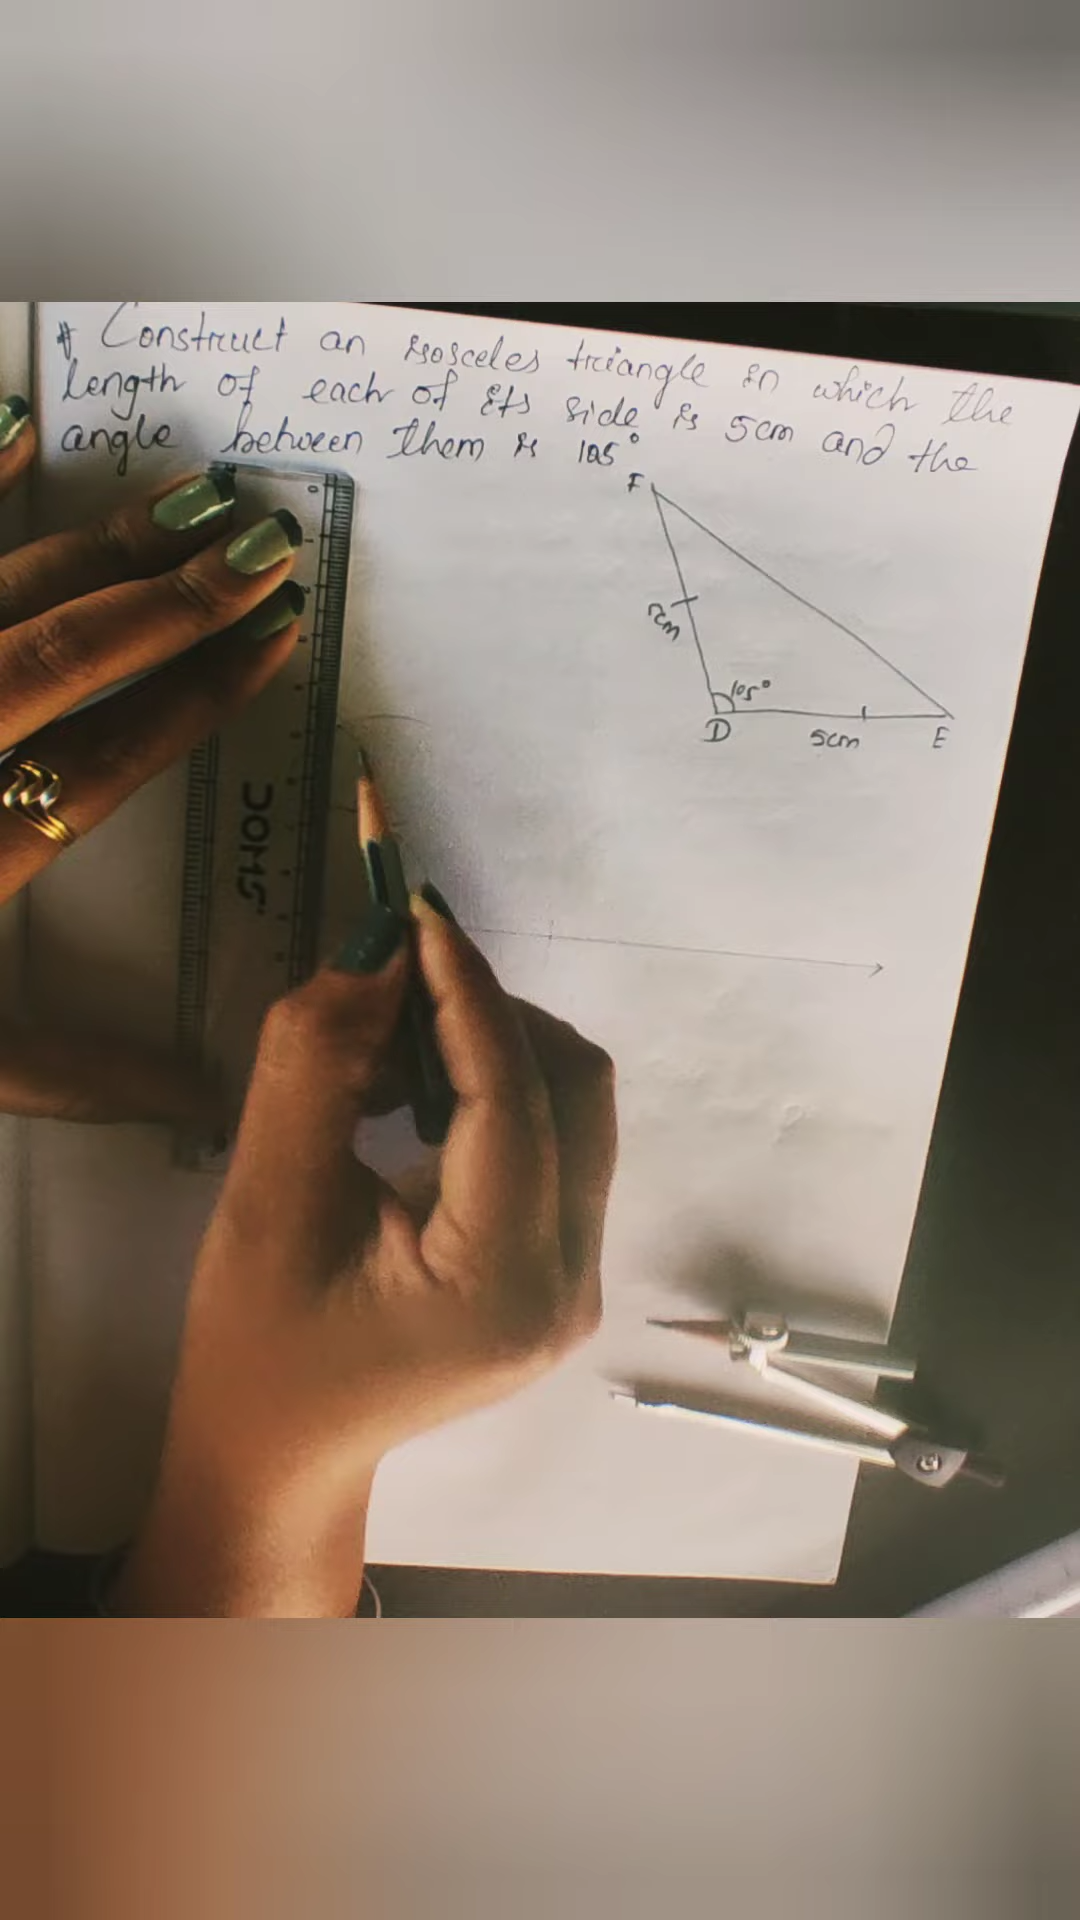 # Construct an isosceles triangle in which the
length of each of its side is 5cm and the
angle between them is 105°
F
5cm
105°
D
5cm
E
DOMS
0